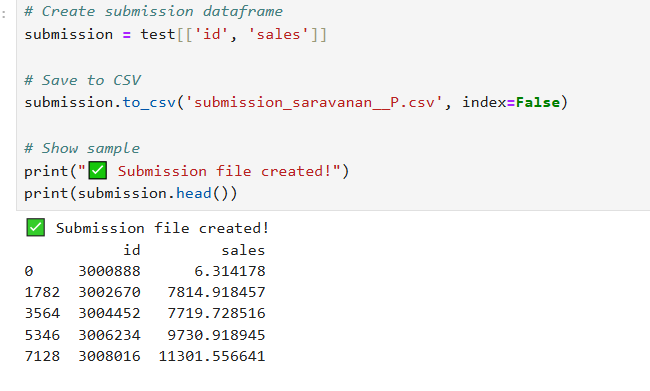 :
# Create submission dataframe
submission = test[['id', 'sales']]
# Save to CSV
submission.to_csv('submission_saravanan__P.csv', index=False)
# Show sample
print("✅ Submission file created!")
print(submission.head())
✅ Submission file created!
id sales
0 3000888 6.314178
1782 3002670 7814.918457
3564 3004452 7719.728516
5346 3006234 9730.918945
7128 3008016 11301.556641